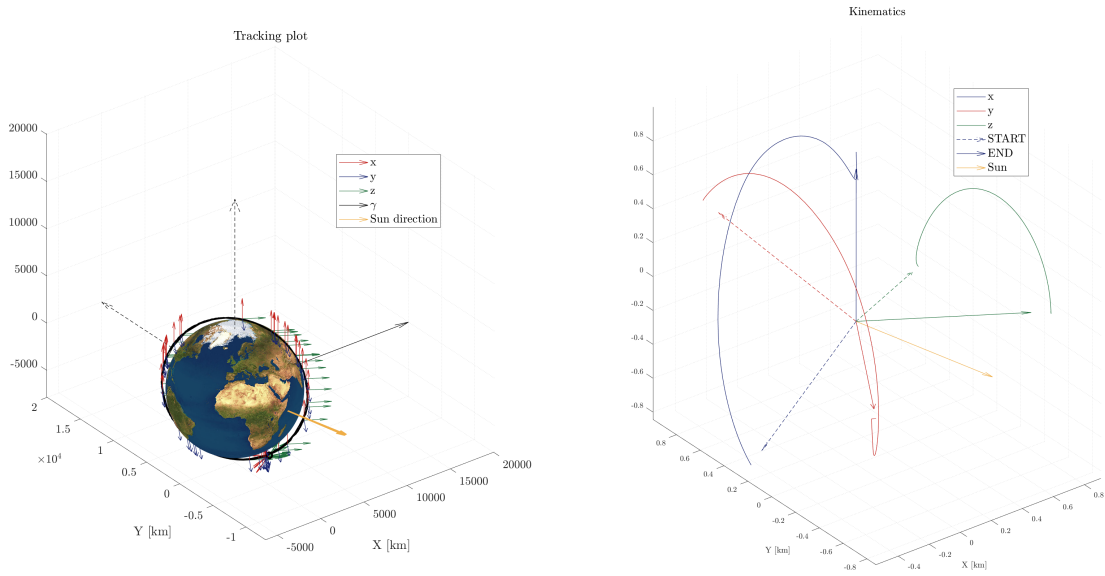 Tracking plot
20000
15000
10000
5000
0
-5000
2
1.5
1
0.5
0
-0.5
-1
×10⁴
Y [km]
-5000
0
5000
10000
15000
20000
X [km]
x
y
z
γ
Sun direction
Kinematics
0.8
0.6
0.4
0.2
0
-0.2
-0.4
-0.6
-0.8
0.8
0.6
0.4
0.2
0
-0.2
-0.4
-0.6
-0.8
Y [km]
-0.4
-0.2
0
0.2
0.4
0.6
0.8
X [km]
x
y
z
START
END
Sun